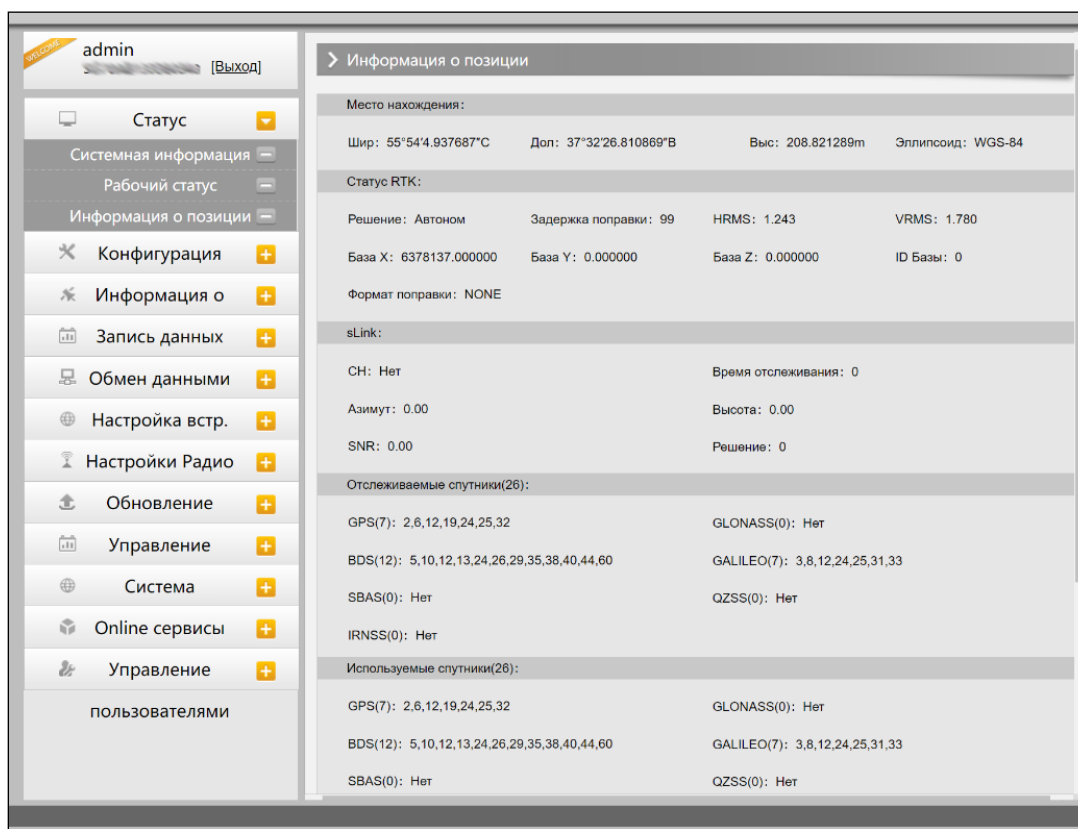 WELCOME
admin
[Выход]
Статус
Системная информация
Рабочий статус
Информация о позиции
Конфигурация
Информация о
Запись данных
Обмен данными
Настройка встр.
Настройки Радио
Обновление
Управление
Система
Online сервисы
Управление
пользователями
Информация о позиции
Место нахождения:
Шир: 55°54'4.937687"С Дол: 37°32'26.810869"В Выс: 208.821289m Эллипсоид: WGS-84
Статус RTK:
Решение: Автоном Задержка поправки: 99 HRMS: 1.243 VRMS: 1.780
База X: 6378137.000000 База Y: 0.000000 База Z: 0.000000 ID Базы: 0
Формат поправки: NONE
sLink:
CH: Нет Время отслеживания: 0
Азимут: 0.00 Высота: 0.00
SNR: 0.00 Решение: 0
Отслеживаемые спутники(26):
GPS(7): 2,6,12,19,24,25,32 GLONASS(0): Нет
BDS(12): 5,10,12,13,24,26,29,35,38,40,44,60 GALILEO(7): 3,8,12,24,25,31,33
SBAS(0): Нет QZSS(0): Нет
IRNSS(0): Нет
Используемые спутники(26):
GPS(7): 2,6,12,19,24,25,32 GLONASS(0): Нет
BDS(12): 5,10,12,13,24,26,29,35,38,40,44,60 GALILEO(7): 3,8,12,24,25,31,33
SBAS(0): Нет QZSS(0): Нет